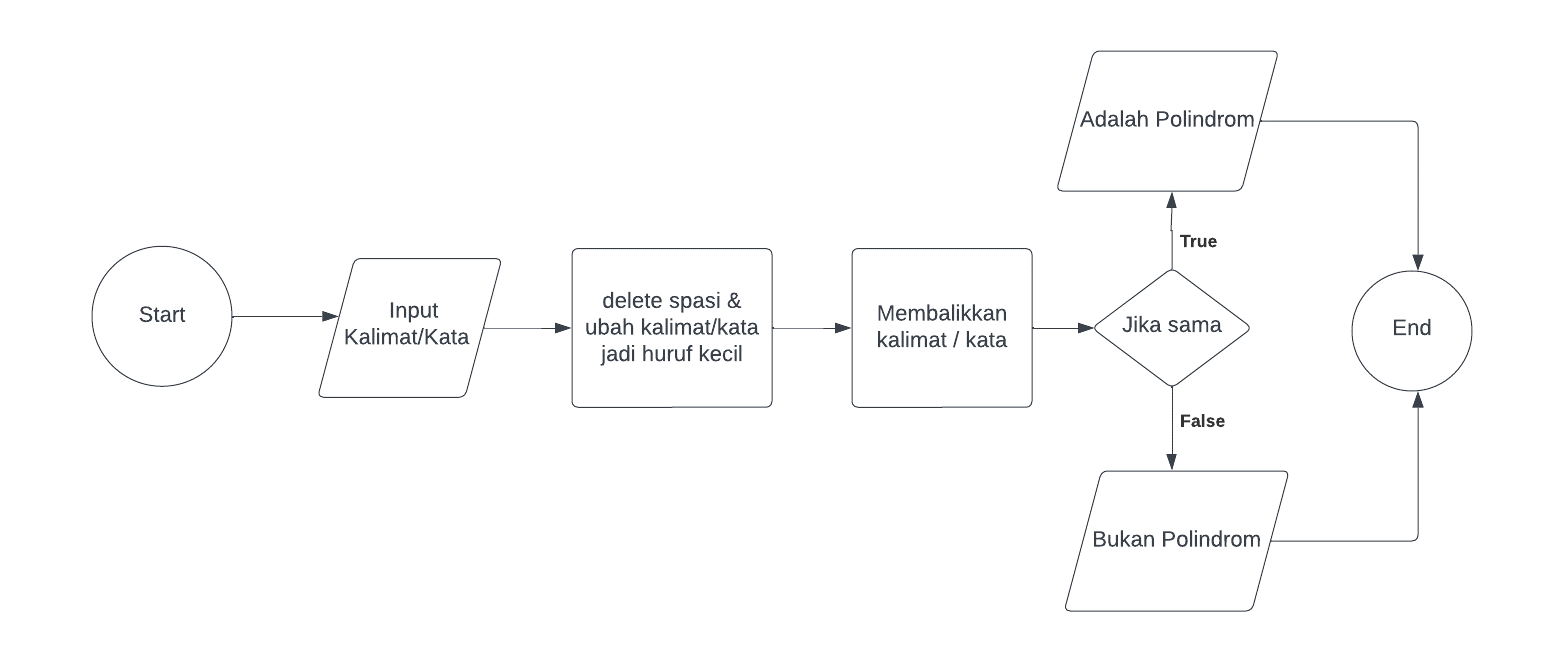 Start
Input
Kalimat/Kata
delete spasi &
ubah kalimat/kata
jadi huruf kecil
Membalikkan
kalimat / kata
Jika sama
True
Adalah Polindrom
False
Bukan Polindrom
End